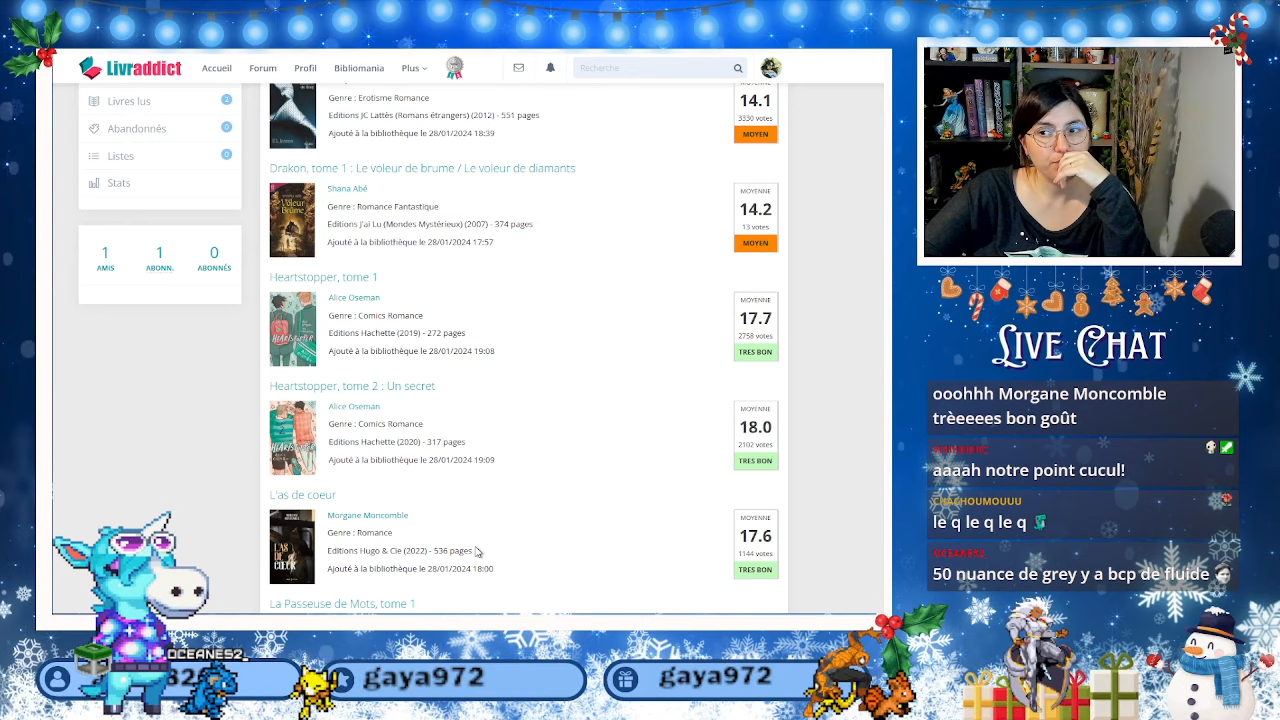 Livraddict
Accueil
Forum
Profil
Bibliomania
Plus
Recherche...
Livres lus
2
Abandonnés
0
Listes
0
Stats
1
AMIS
1
ABONN.
0
ABONNÉS
Genre : Erotisme Romance
Editions JC Lattès (Romans étrangers) (2012) - 551 pages
Ajouté à la bibliothèque le 28/01/2024 18:39
MOYENNE
14.1
3330 votes
MOYEN
Drakon, tome 1 : Le voleur de brume / Le voleur de diamants
Shana Abé
Genre : Romance Fantastique
Editions J'ai Lu (Mondes Mystérieux) (2007) - 374 pages
Ajouté à la bibliothèque le 28/01/2024 17:57
MOYENNE
14.2
13 votes
MOYEN
Heartstopper, tome 1
Alice Oseman
Genre : Comics Romance
Editions Hachette (2019) - 272 pages
Ajouté à la bibliothèque le 28/01/2024 19:08
MOYENNE
17.7
2758 votes
TRES BON
Heartstopper, tome 2 : Un secret
Alice Oseman
Genre : Comics Romance
Editions Hachette (2020) - 317 pages
Ajouté à la bibliothèque le 28/01/2024 19:09
MOYENNE
18.0
2102 votes
TRES BON
L'as de coeur
Morgane Moncomble
Genre : Romance
Editions Hugo & Cie (2022) - 536 pages
Ajouté à la bibliothèque le 28/01/2024 18:00
MOYENNE
17.6
1144 votes
TRES BON
La Passeuse de Mots, tome 1
LIVE CHAT
ooohhh Morgane Moncomble
trèeeees bon goût
aaaah notre point cucul!
CHACHOUMOUUU
le q le q le q
OCEANE52_
50 nuance de grey y a bcp de fluide
OCEANE52_
gaya972
gaya972